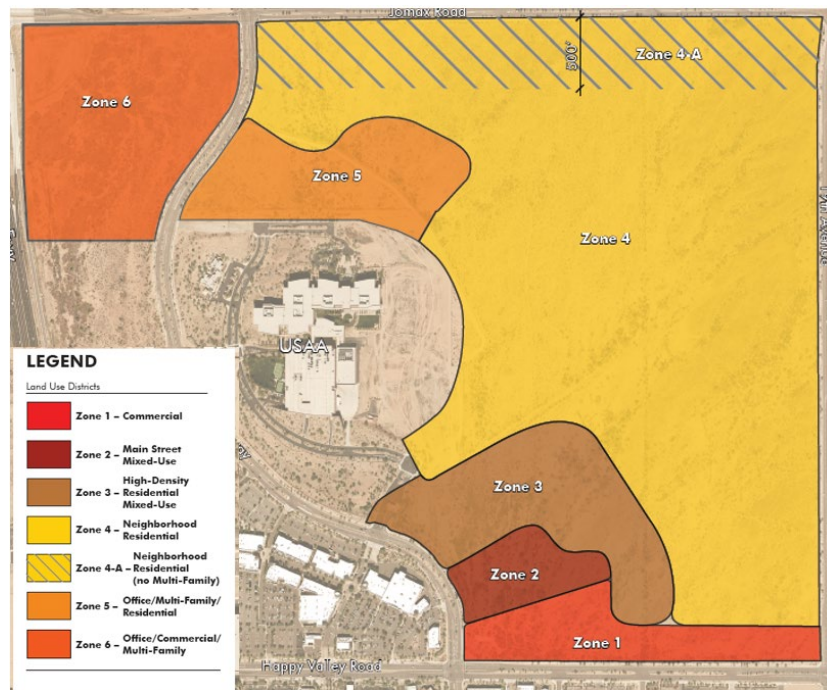 Jomax Road
500'
Zone 4-A
Zone 6
Zone 5
Zone 4
USAA
LEGEND
Land Use Districts
Zone 1 – Commercial
Zone 2 – Main Street
Mixed-Use
Zone 3 – High-Density
Residential
Mixed-Use
Zone 4 – Neighborhood
Residential
Zone 4-A – Neighborhood
Residential
(no Multi-Family)
Zone 5 – Office/Multi-Family/
Residential
Zone 6 – Office/Commercial/
Multi-Family
Zone 3
Zone 2
Zone 1
Happy Valley Road